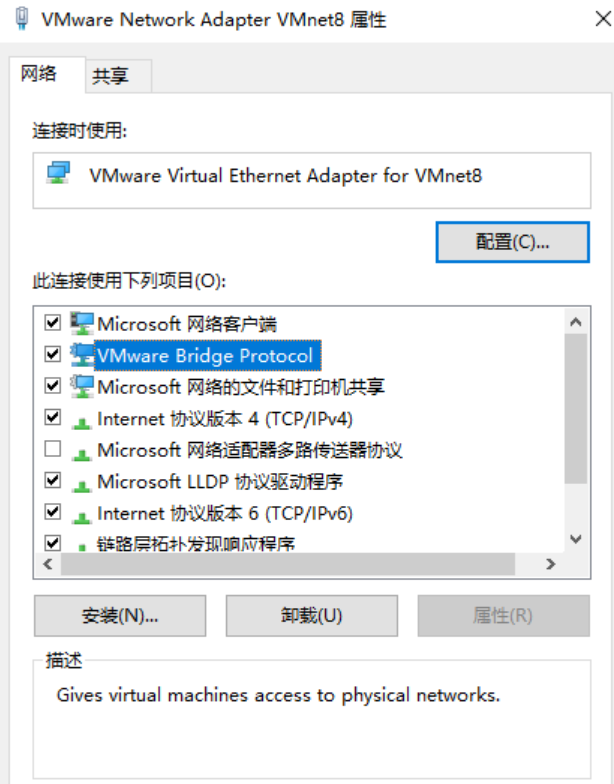 VMware Network Adapter VMnet8 属性
网络
共享
连接时使用:
VMware Virtual Ethernet Adapter for VMnet8
配置(C)...
此连接使用下列项目(O):
Microsoft 网络客户端
VMware Bridge Protocol
Microsoft 网络的文件和打印机共享
Internet 协议版本 4 (TCP/IPv4)
Microsoft 网络适配器多路传送器协议
Microsoft LLDP 协议驱动程序
Internet 协议版本 6 (TCP/IPv6)
链路层拓扑发现响应程序
安装(N)...
卸载(U)
属性(R)
描述
Gives virtual machines access to physical networks.